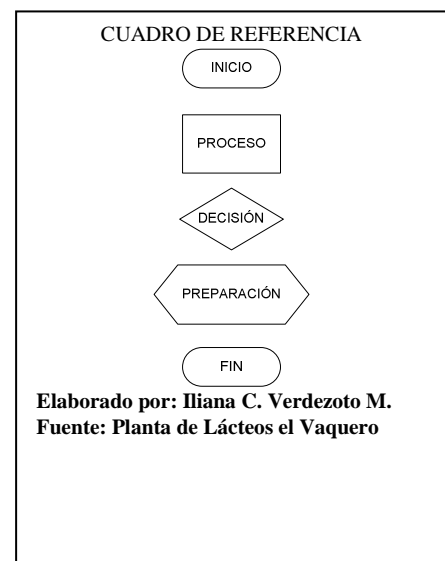 CUADRO DE REFERENCIA
INICIO
PROCESO
DECISIÓN
PREPARACIÓN
FIN
Elaborado por: Iliana C. Verdezoto M.
Fuente: Planta de Lácteos el Vaquero